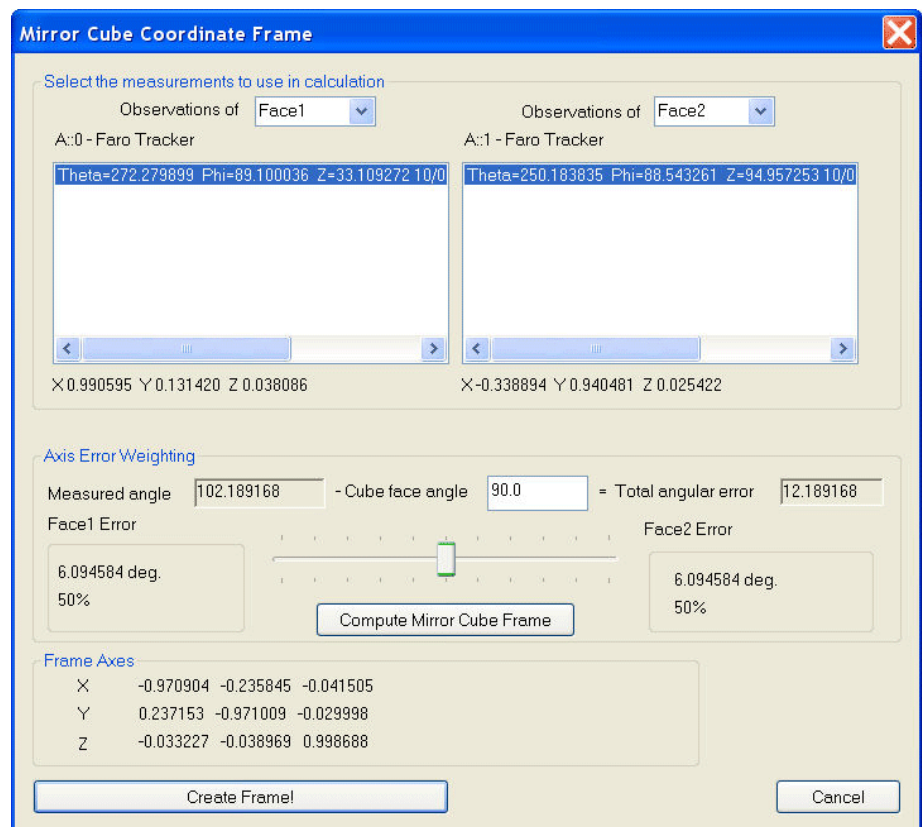 Mirror Cube Coordinate Frame
Select the measurements to use in calculation
Observations of Face1
Observations of Face2
A::0 - Faro Tracker
A::1 - Faro Tracker
Theta=272.279899 Phi=89.100036 Z=33.109272 10/0
Theta=250.183835 Phi=88.543261 Z=94.957253 10/0
X 0.990595 Y 0.131420 Z 0.038086
X -0.338894 Y 0.940481 Z 0.025422
Axis Error Weighting
Measured angle 102.189168 - Cube face angle 90.0 = Total angular error 12.189168
Face1 Error
Face2 Error
6.094584 deg.
50%
6.094584 deg.
50%
Compute Mirror Cube Frame
Frame Axes
X -0.970904 -0.235845 -0.041505
Y 0.237153 -0.971009 -0.029998
Z -0.033227 -0.038969 0.998688
Create Frame!
Cancel